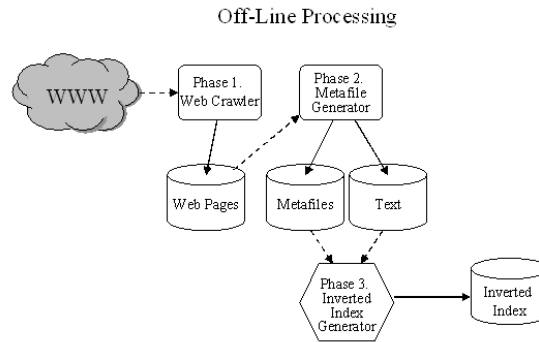 Off-Line Processing
WWW
Phase 1.
Web Crawler
Phase 2.
Metafile
Generator
Web Pages
Metafiles
Text
Phase 3.
Inverted
Index
Generator
Inverted
Index